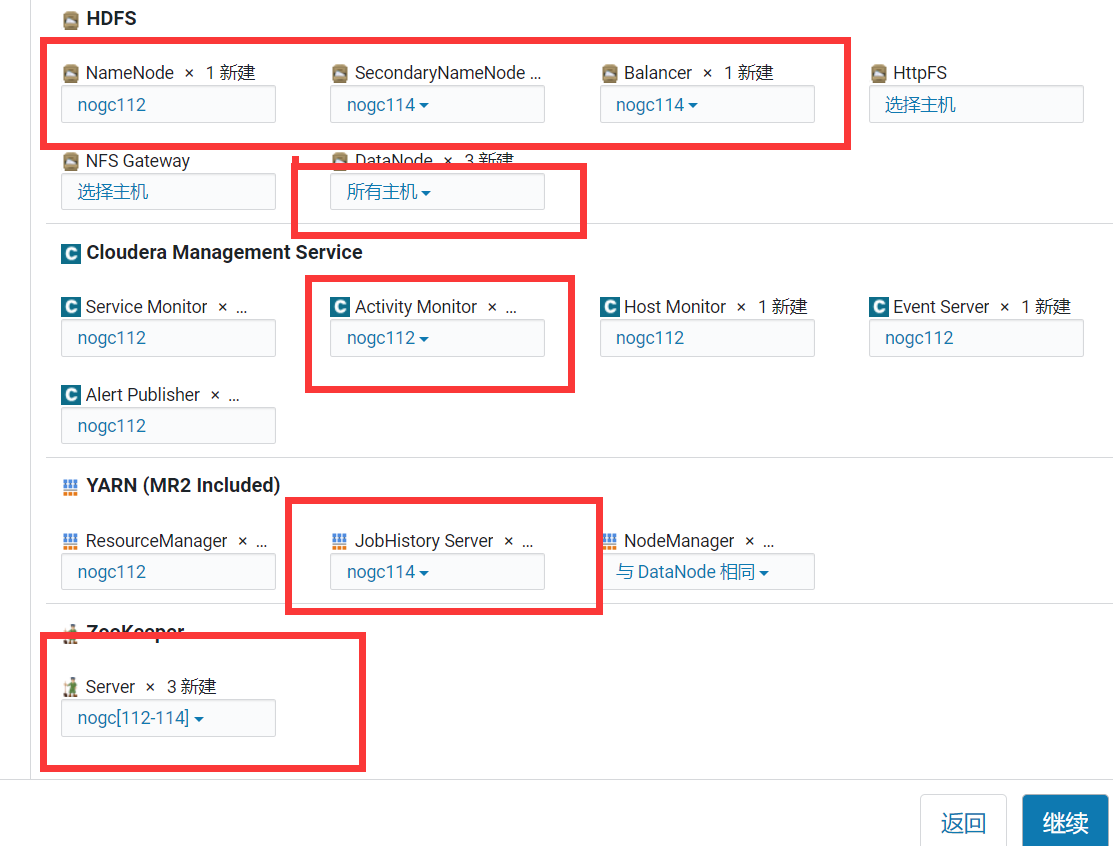 HDFS
NameNode × 1 新建 SecondaryNameNode ... Balancer × 1 新建 HttpFS
nogc112 nogc114 nogc114 选择主机
NFS Gateway DataNode × 3 新建
选择主机 所有主机
Cloudera Management Service
Service Monitor × ... Activity Monitor × ... Host Monitor × 1 新建 Event Server × 1 新建
nogc112 nogc112 nogc112 nogc112
Alert Publisher × ...
nogc112
YARN (MR2 Included)
ResourceManager × ... JobHistory Server × ... NodeManager × ...
nogc112 nogc114 与 DataNode 相同
ZooKeeper
Server × 3 新建
nogc[112-114]
返回 继续